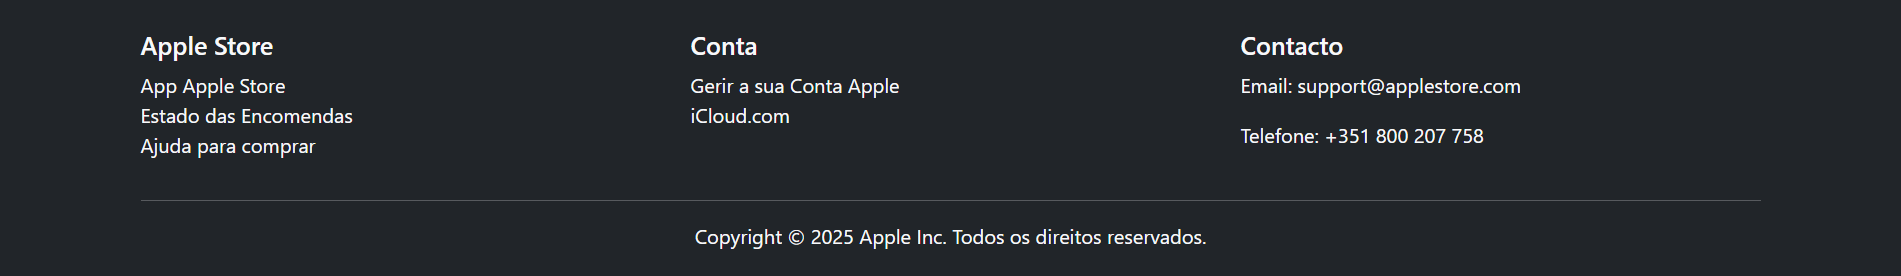 Apple Store
App Apple Store
Estado das Encomendas
Ajuda para comprar
Conta
Gerir a sua Conta Apple
iCloud.com
Contacto
Email: support@applestore.com
Telefone: +351 800 207 758
Copyright © 2025 Apple Inc. Todos os direitos reservados.